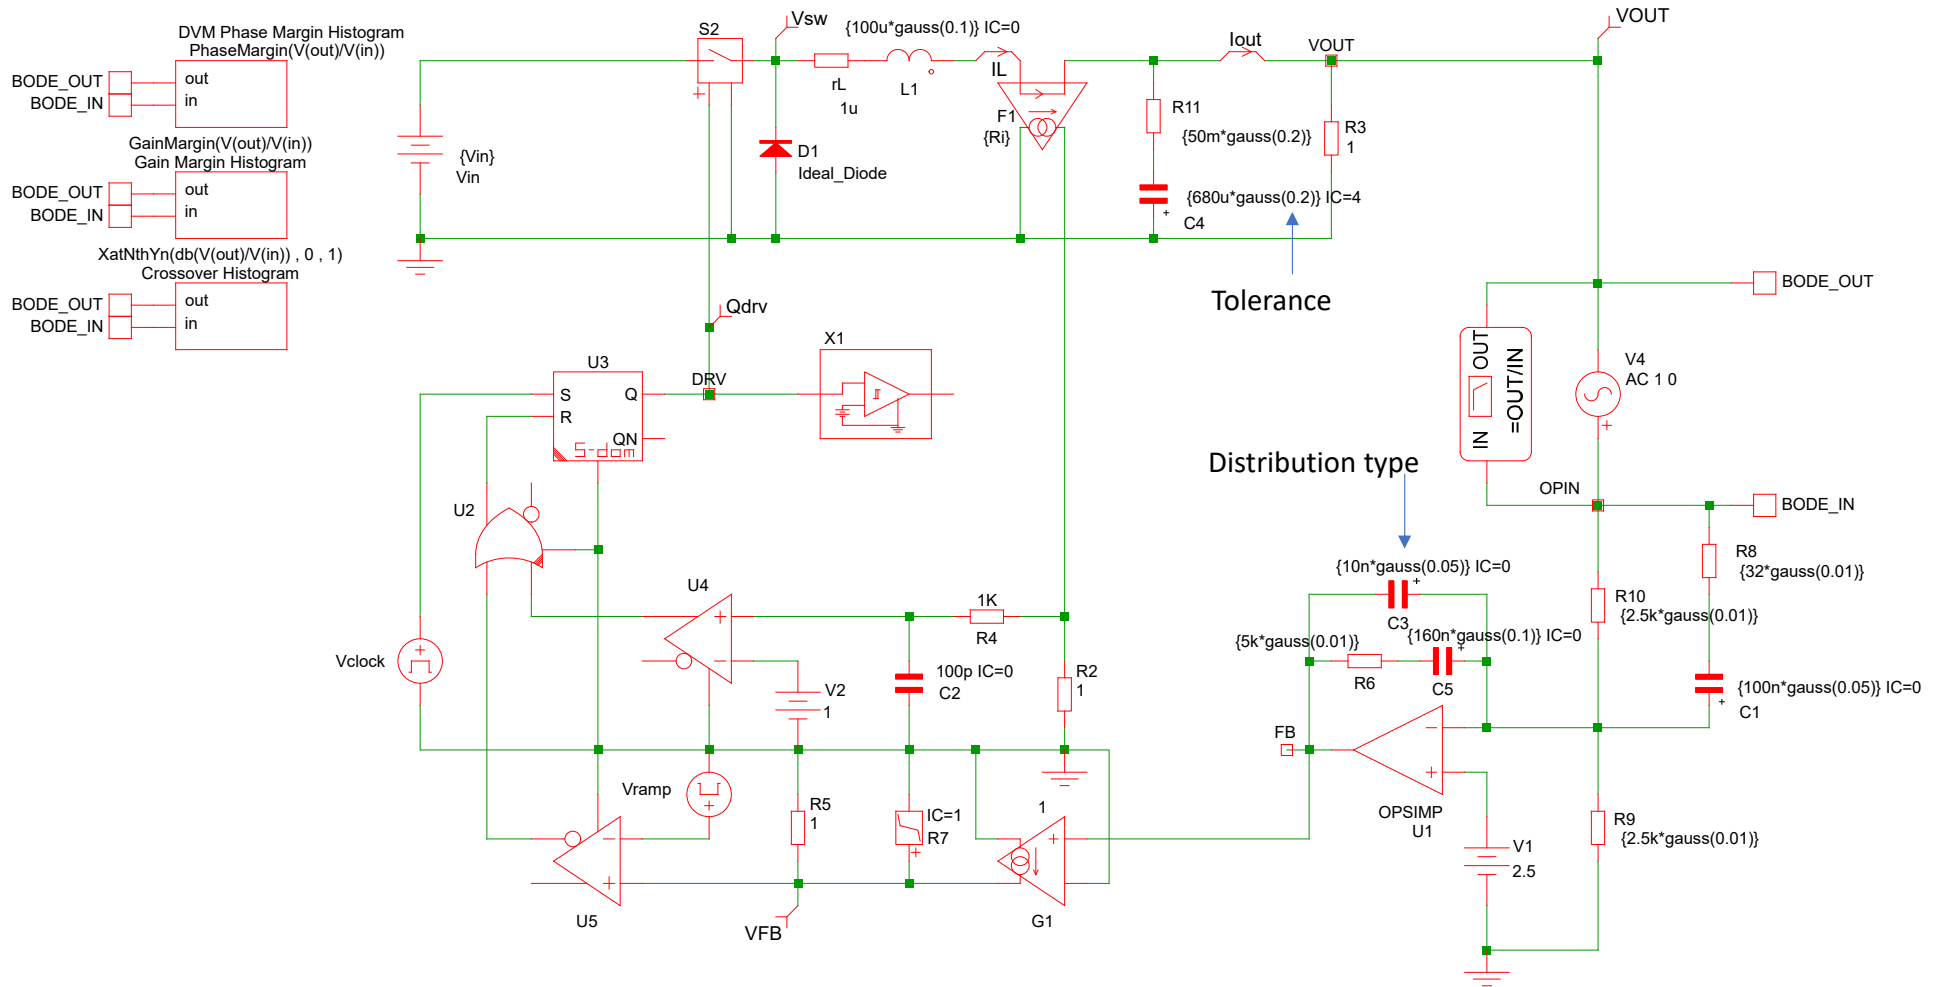 DVM Phase Margin Histogram
PhaseMargin(V(out)/V(in))
BODE_OUT
BODE_IN
out
in
GainMargin(V(out)/V(in))
Gain Margin Histogram
BODE_OUT
BODE_IN
out
in
XatNthYn(db(V(out)/V(in)) , 0 , 1)
Crossover Histogram
BODE_OUT
BODE_IN
out
in
{Vin}
Vin
S2
+
Vsw
{100u*gauss(0.1)} IC=0
rL
1u
L1
IL
F1
{Ri}
D1
Ideal_Diode
Iout
VOUT
VOUT
R11
{50m*gauss(0.2)}
R3
1
{680u*gauss(0.2)} IC=4
+
C4
Tolerance
Qdrv
DRV
X1
U3
S
R
Q
QN
S-dom
U2
U4
+
−
1K
R4
Vclock
+
V2
1
100p IC=0
C2
R2
1
Vramp
+
R5
1
IC=1
R7
+
1
+
−
G1
−
+
U5
VFB
BODE_OUT
OUT
IN
=OUT/IN
V4
AC 1 0
+
Distribution type
OPIN
BODE_IN
{10n*gauss(0.05)} IC=0
+
C3
{5k*gauss(0.01)}
{160n*gauss(0.1)} IC=0
+
R6
C5
R10
{2.5k*gauss(0.01)}
R8
{32*gauss(0.01)}
{100n*gauss(0.05)} IC=0
+
C1
FB
−
+
OPSIMP
U1
V1
2.5
R9
{2.5k*gauss(0.01)}